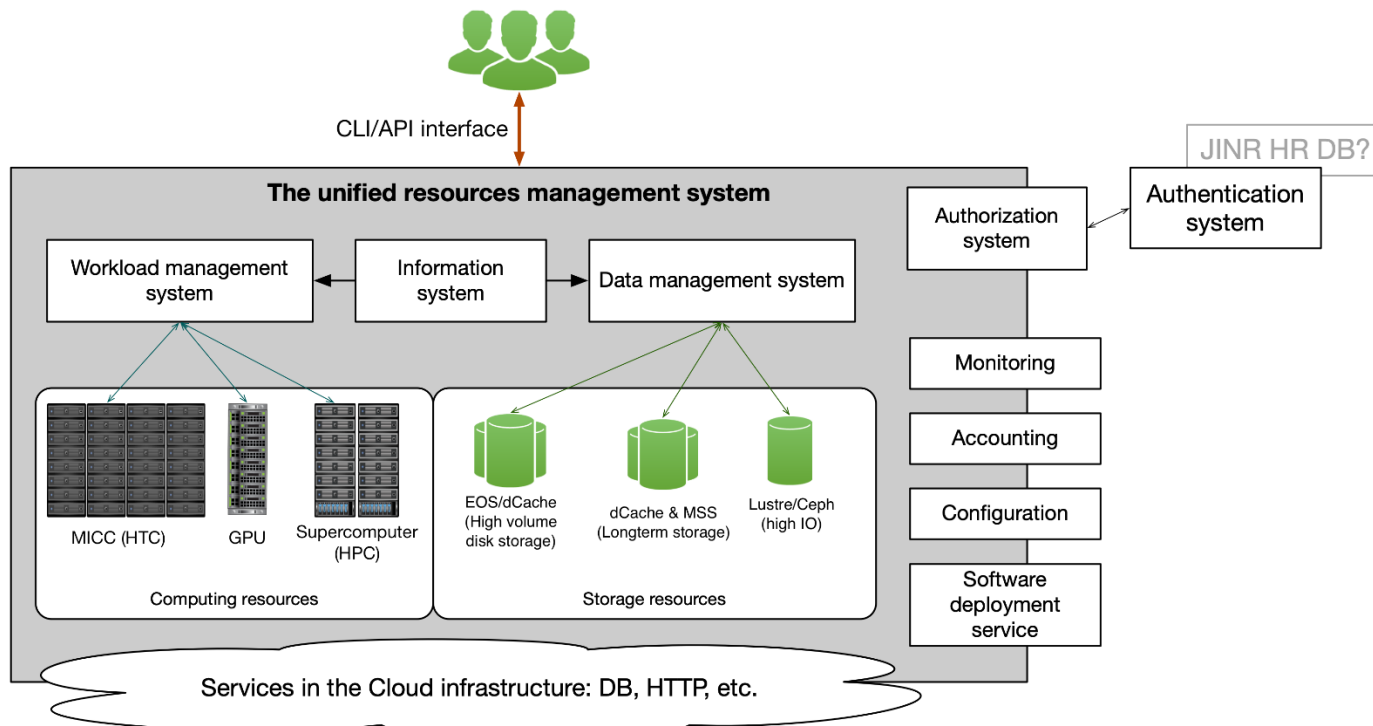 CLI/API interface
JINR HR DB?
The unified resources management system
Authorization
system
Authentication
system
Workload management
system
Information
system
Data management system
Monitoring
Accounting
Configuration
Software
deployment
service
MICC (HTC)
GPU
Supercomputer
(HPC)
Computing resources
EOS/dCache
(High volume
disk storage)
dCache & MSS
(Longterm storage)
Lustre/Ceph
(high IO)
Storage resources
Services in the Cloud infrastructure: DB, HTTP, etc.